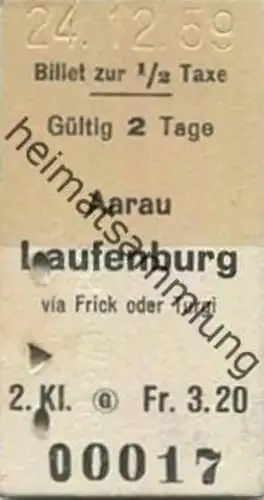 24.12.59
Billet zur 1/2 Taxe
Gültig 2 Tage
Aarau
Laufenburg
via Frick oder Turgi
2. Kl. @ Fr. 3.20
00017
heimatsammlung